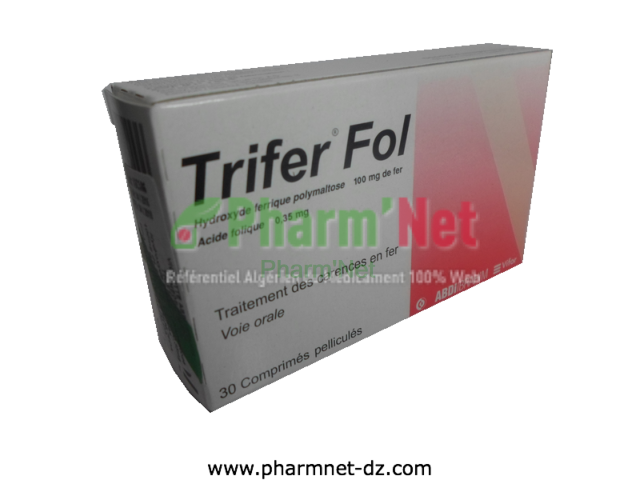 Trifer® Fol
Hydroxyde ferrique polymaltose 100 mg de fer
Acide folique 0,35 mg
Pharm'Net
Pharm'Net
Référentiel Algérien du médicament 100% Web
Traitement des carences en fer
Voie orale
30 Comprimés pelliculés
Vifor
www.pharmnet-dz.com